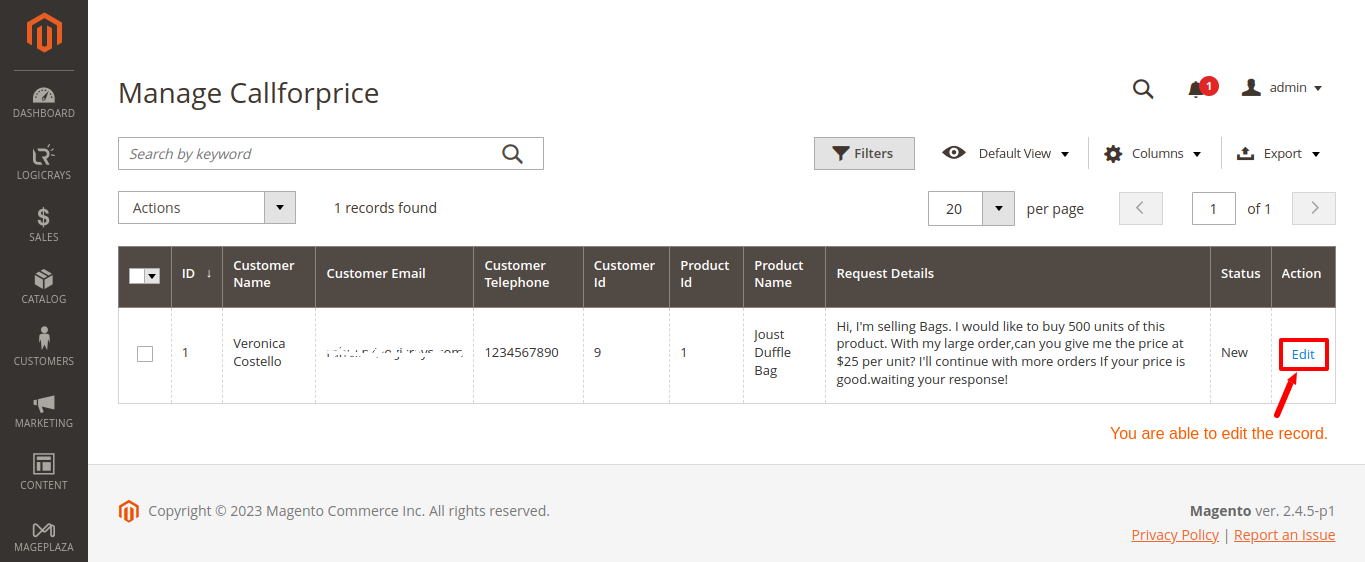 DASHBOARD
LOGICRAYS
SALES
CATALOG
CUSTOMERS
MARKETING
CONTENT
MAGEPLAZA
Manage Callforprice
1
admin
Search by keyword
Filters
Default View
Columns
Export
Actions
1 records found
20
per page
1
of 1
ID ↓
Customer
Name
Customer Email
Customer
Telephone
Customer
Id
Product
Id
Product
Name
Request Details
Status
Action
1
Veronica
Costello
1234567890
9
1
Joust
Duffle
Bag
Hi, I'm selling Bags. I would like to buy 500 units of this
product. With my large order,can you give me the price at
$25 per unit? I'll continue with more orders If your price is
good.waiting your response!
New
Edit
You are able to edit the record.
Copyright © 2023 Magento Commerce Inc. All rights reserved.
Magento ver. 2.4.5-p1
Privacy Policy | Report an Issue